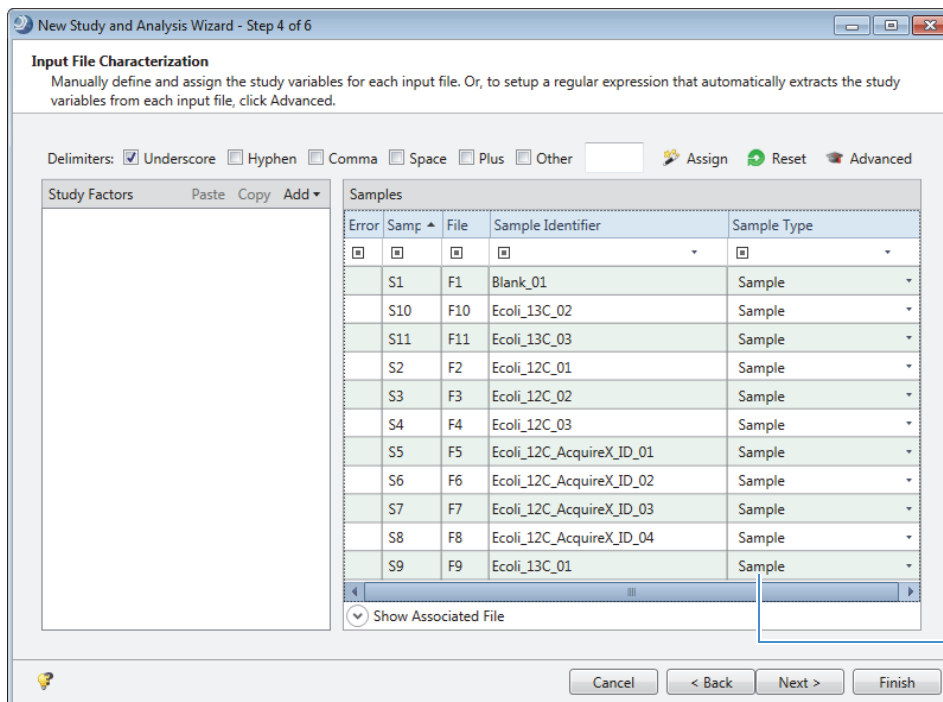 New Study and Analysis Wizard - Step 4 of 6
Input File Characterization
Manually define and assign the study variables for each input file. Or, to setup a regular expression that automatically extracts the study
variables from each input file, click Advanced.
Delimiters: Underscore Hyphen Comma Space Plus Other Assign Reset Advanced
Study Factors Paste Copy Add Samples
Error Samp File Sample Identifier Sample Type
S1 F1 Blank_01 Sample
S10 F10 Ecoli_13C_02 Sample
S11 F11 Ecoli_13C_03 Sample
S2 F2 Ecoli_12C_01 Sample
S3 F3 Ecoli_12C_02 Sample
S4 F4 Ecoli_12C_03 Sample
S5 F5 Ecoli_12C_AcquireX_ID_01 Sample
S6 F6 Ecoli_12C_AcquireX_ID_02 Sample
S7 F7 Ecoli_12C_AcquireX_ID_03 Sample
S8 F8 Ecoli_12C_AcquireX_ID_04 Sample
S9 F9 Ecoli_13C_01 Sample
Show Associated File
Cancel < Back Next > Finish